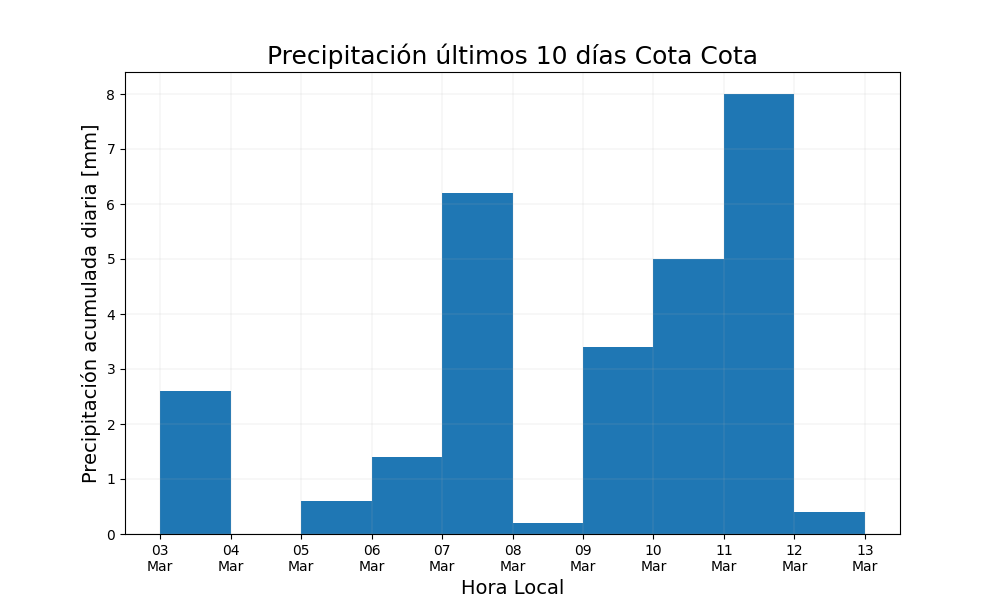 Precipitación últimos 10 días Cota Cota
Precipitación acumulada diaria [mm]
8
7
6
5
4
3
2
1
0
03 04 05 06 07 08 09 10 11 12 13
Mar Mar Mar Mar Mar Mar Mar Mar Mar Mar Mar
Hora Local